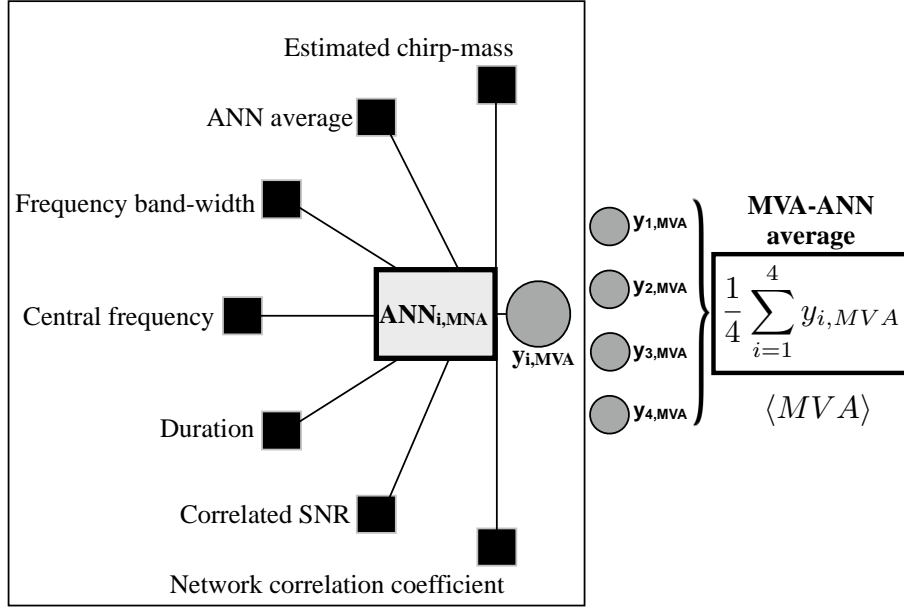 Estimated chirp-mass
ANN average
Frequency band-width
Central frequency
ANNi,MNA
yi,MVA
Duration
Correlated SNR
Network correlation coefficient
y1,MVA
y2,MVA
y3,MVA
y4,MVA
MVA-ANN
average
1/4 ∑_{i=1}^{4} y_{i,MVA}
⟨MVA⟩